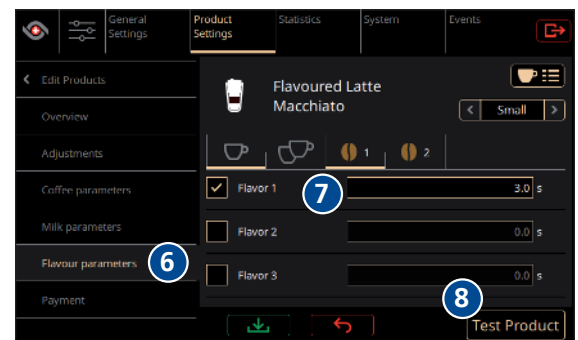 General
Settings
Product
Settings
Statistics
System
Events
Edit Products
Overview
Adjustments
Coffee parameters
Milk parameters
Flavour parameters
6
Payment
Flavoured Latte
Macchiato
Small
1
2
Flavor 1
7
3.0 s
Flavor 2
0.0 s
Flavor 3
0.0 s
8
Test Product